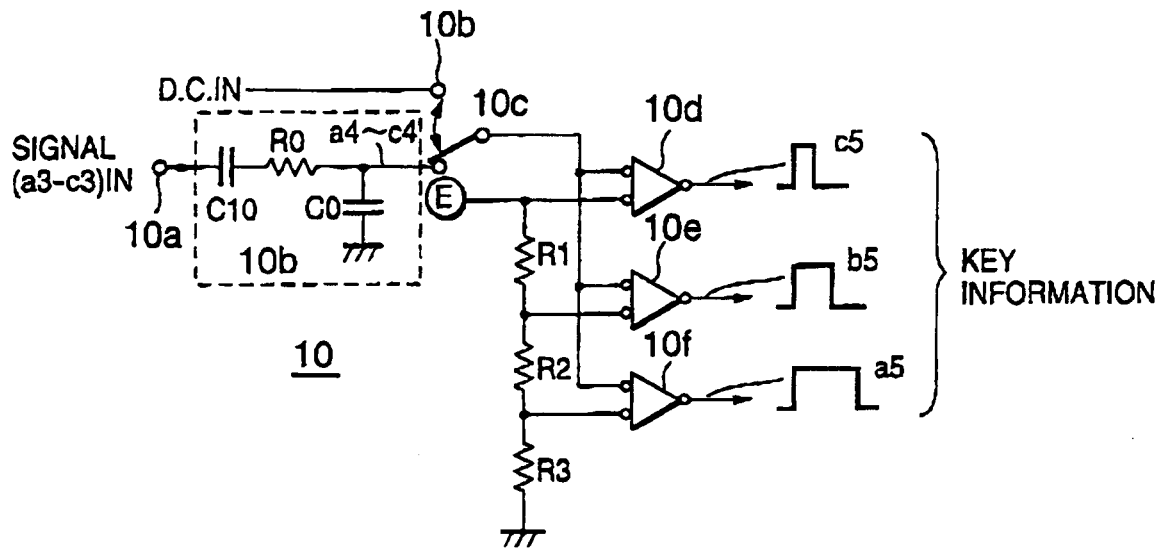 10b
D.C.IN
10c
10d
SIGNAL
(a3-c3)IN
R0
a4~c4
c5
C10
C0
E
10a
10b
10e
R1
b5
KEY
INFORMATION
10
R2
10f
a5
R3